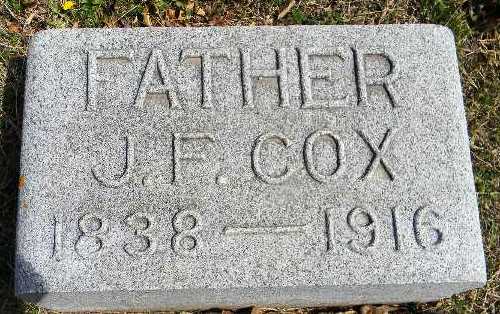 FATHER
J. F. COX
1838 — 1916